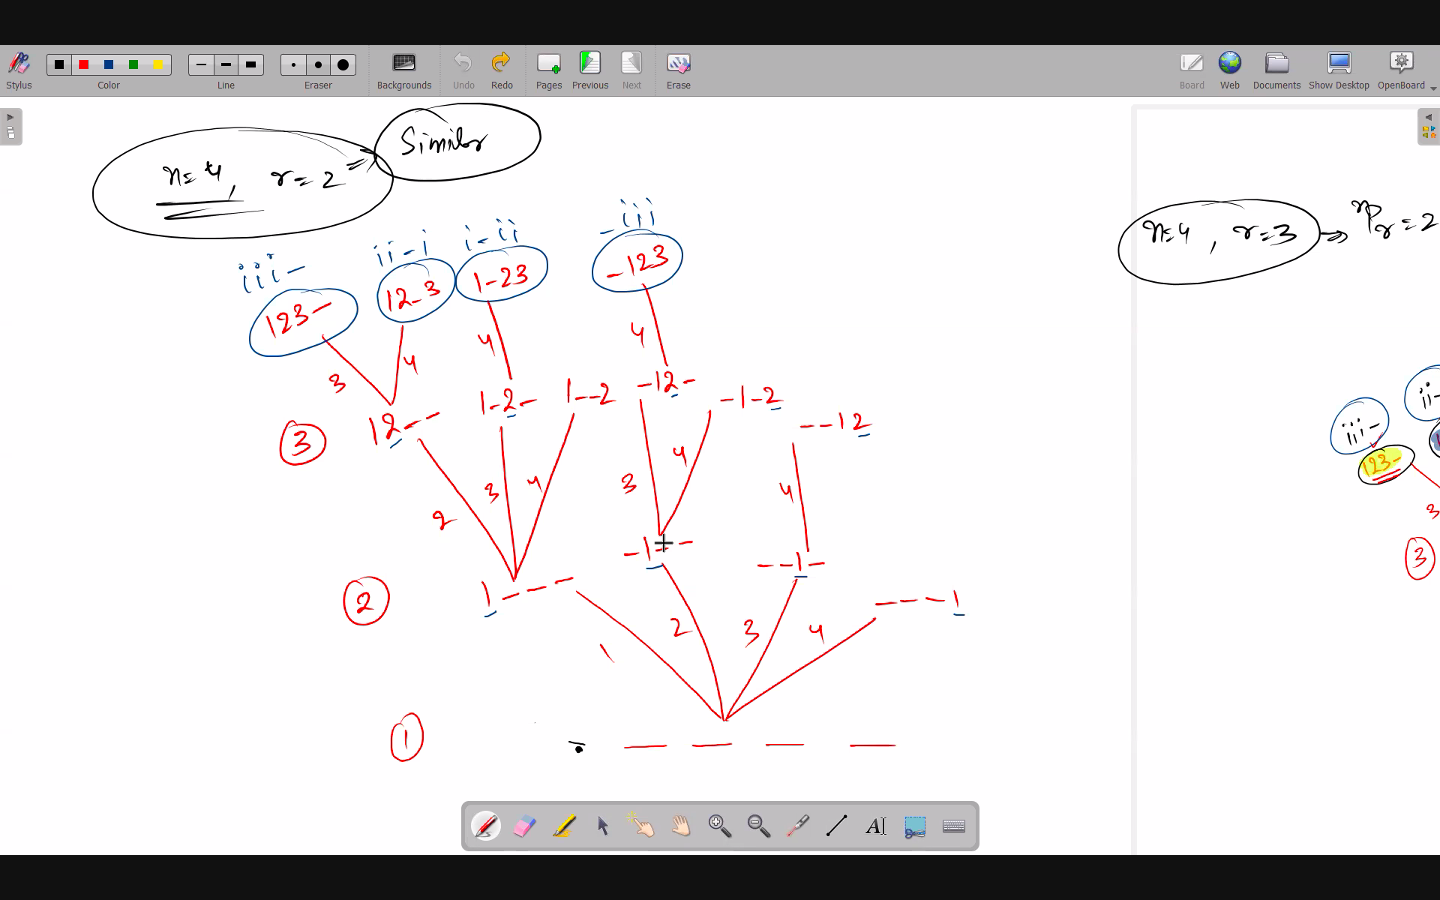 Stylus Color Line Eraser Backgrounds Undo Redo Pages Previous Next Erase Board Web Documents Show Desktop OpenBoard
n=4, r=2 ⇒ Similar
n=4, r=3 ⇒ nPr = 2
iii- ii-i i-ii -iii
123- 12-3 1-23 -123
3 4 4 4
12-- 1-2- 1--2 -12- -1-2 --12
3
2 3 4 3 4 4
1--- -1-- --1- ---1
2
1 2 3 4
1
iii- ii-
123-
3
3